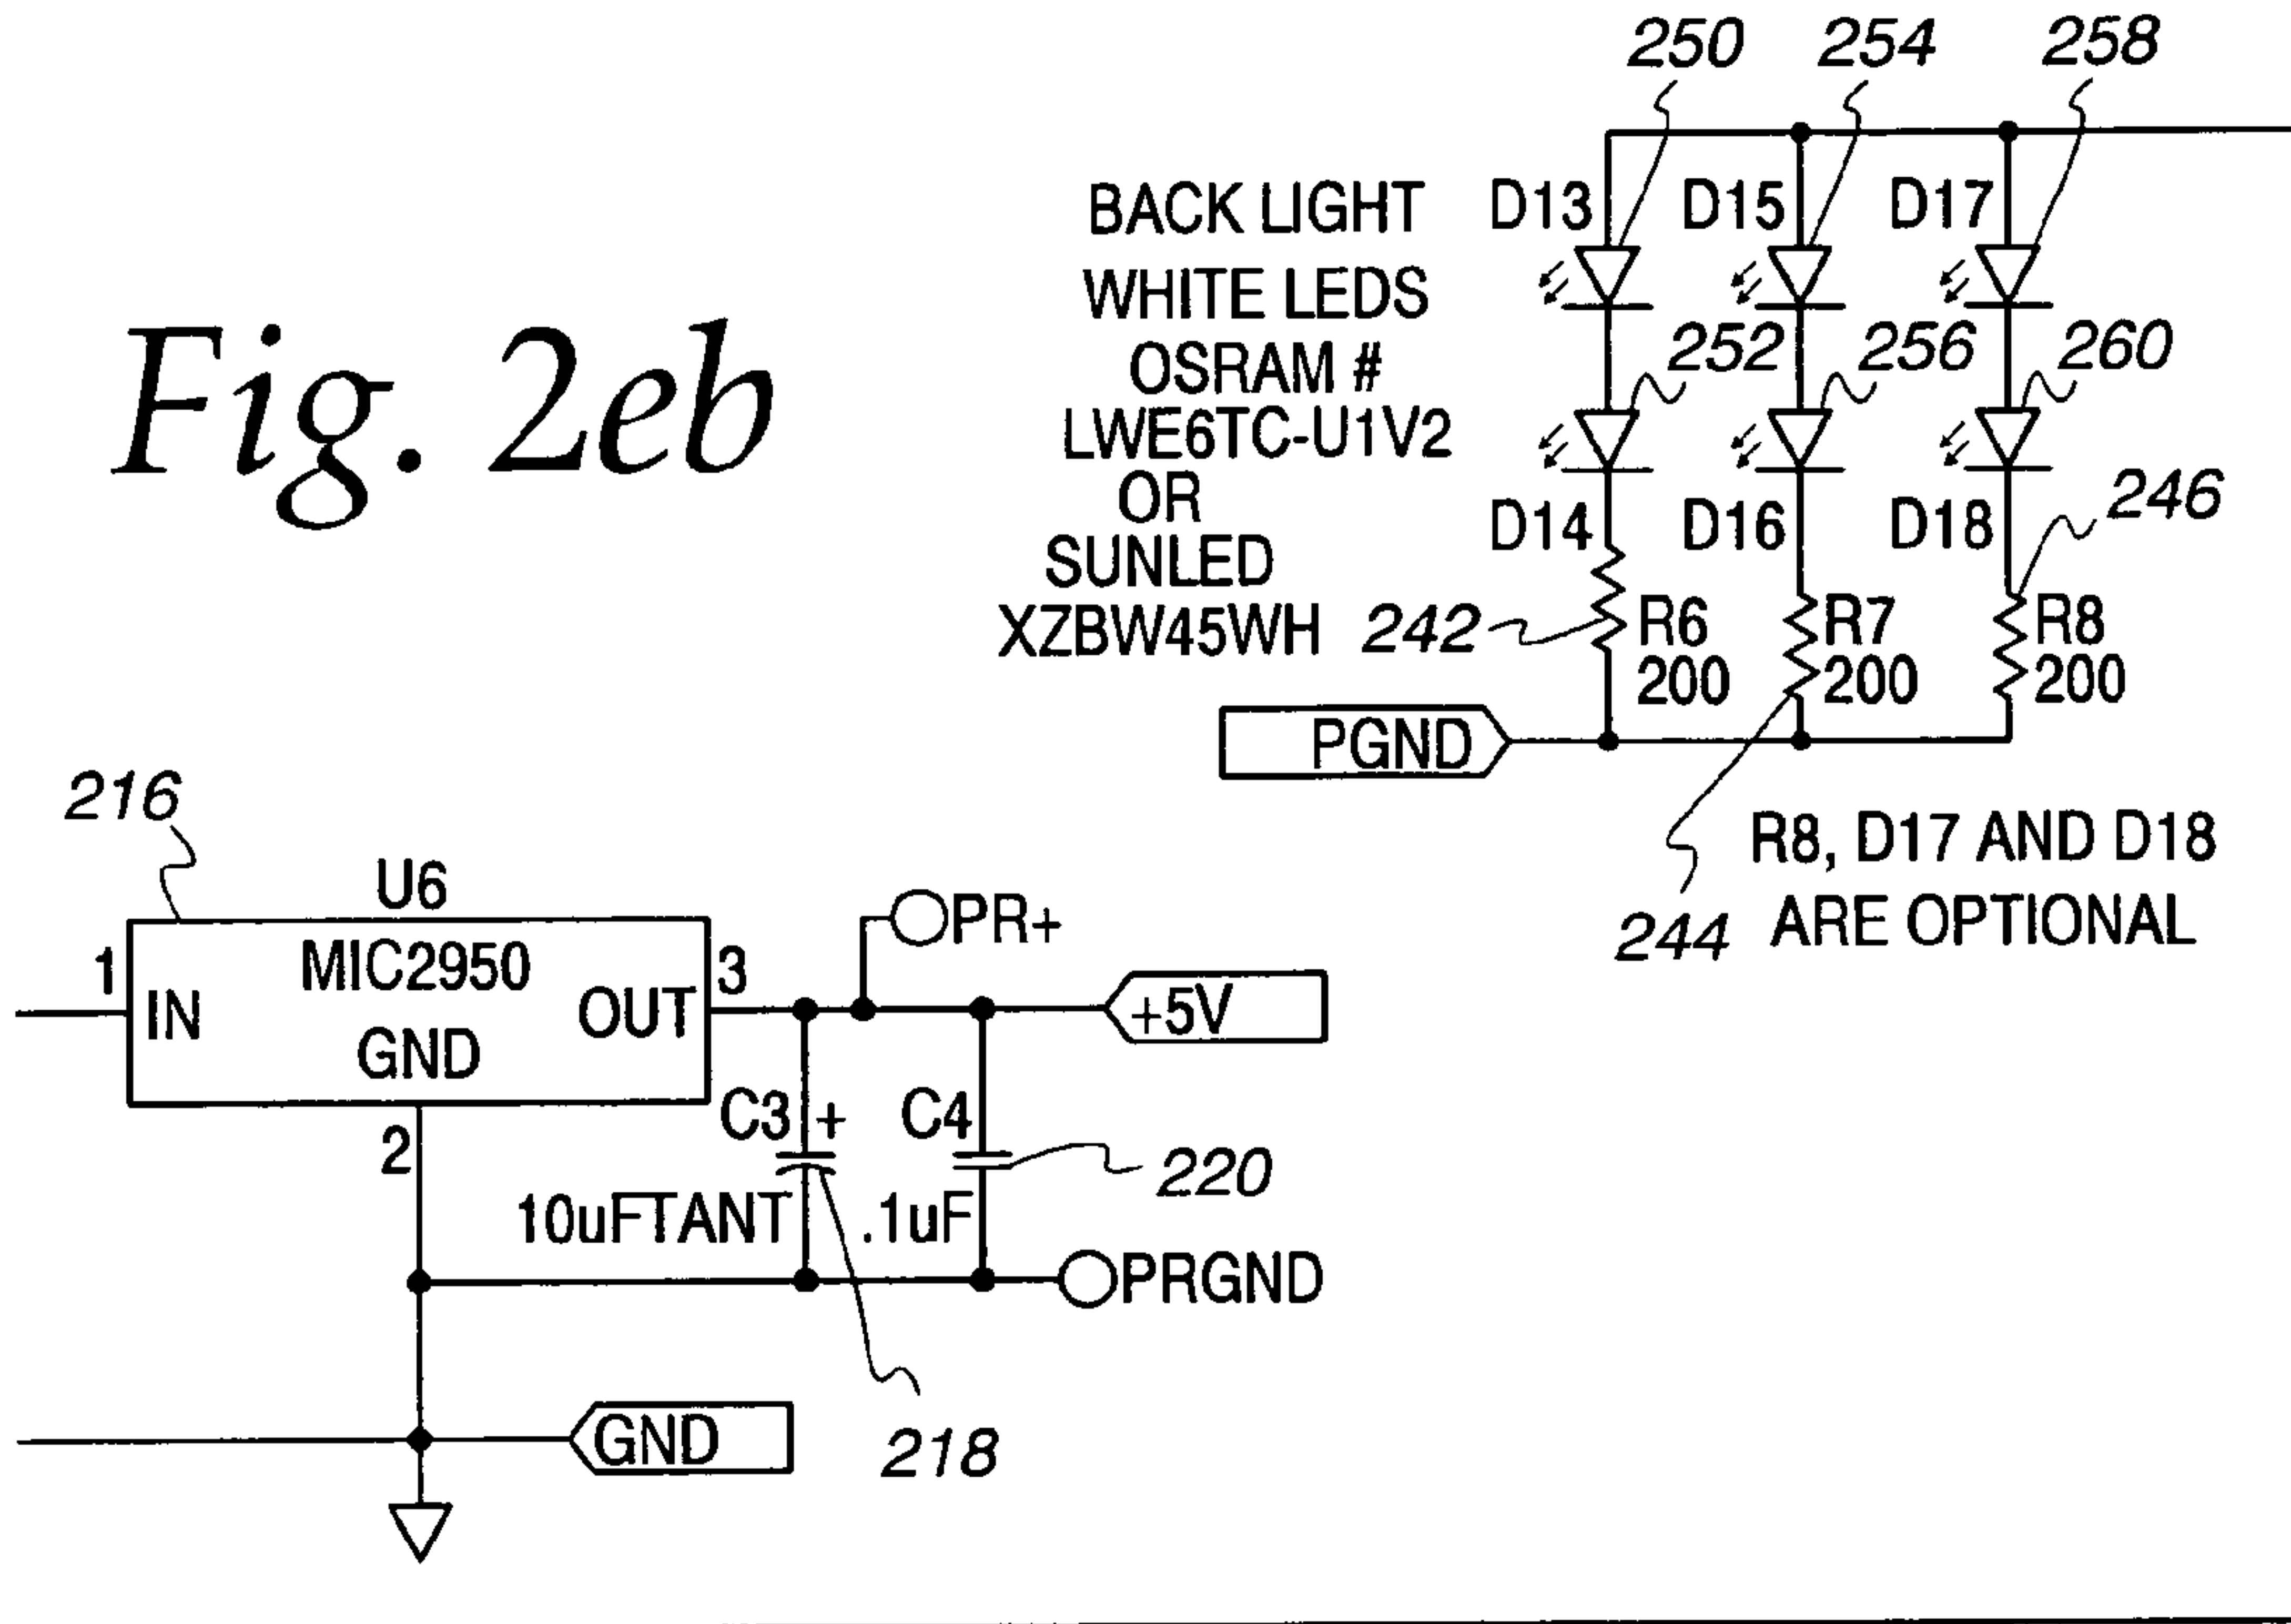 250 254 258
D13 D15 D17
BACK LIGHT
WHITE LEDS
OSRAM #
LWE6TC-U1V2
OR
SUNLED
XZBW45WH
Fig. 2eb
252 256 260
D14 D16 D18
246
242
R6 R7 R8
200 200 200
PGND
216
U6
R8, D17 AND D18
ARE OPTIONAL
244
1 MIC2950 3
IN OUT
GND
PR+
+5V
2
C3 + C4
220
10uFTANT .1uF
PRGND
GND
218